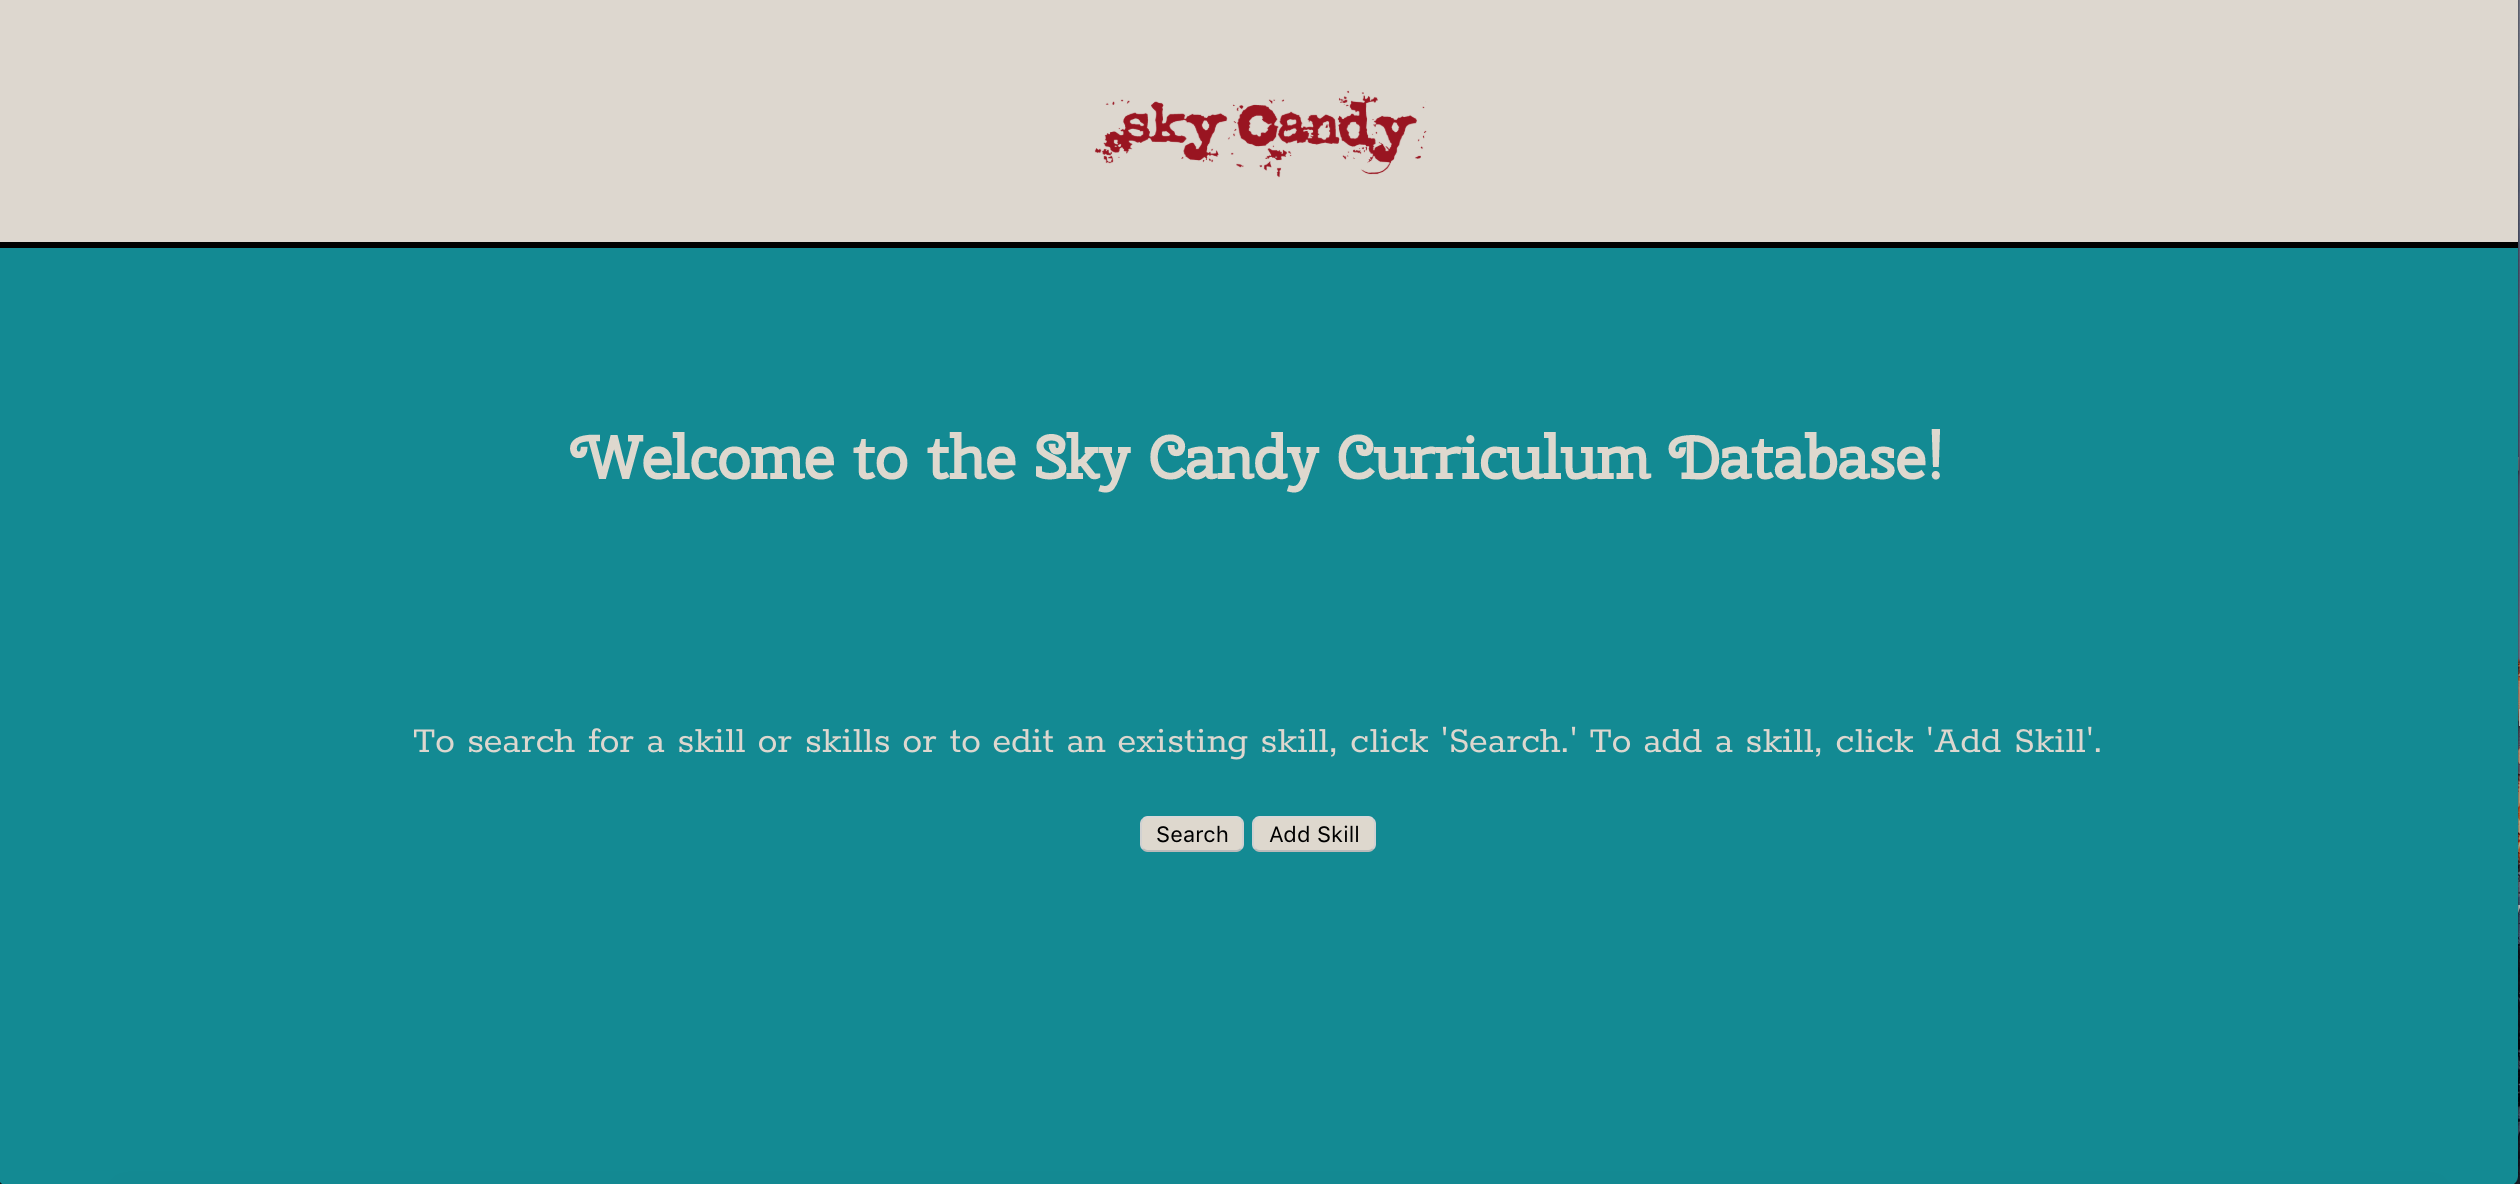 sky Candy
Welcome to the Sky Candy Curriculum Database!
To search for a skill or skills or to edit an existing skill, click 'Search.' To add a skill, click 'Add Skill'.
Search
Add Skill